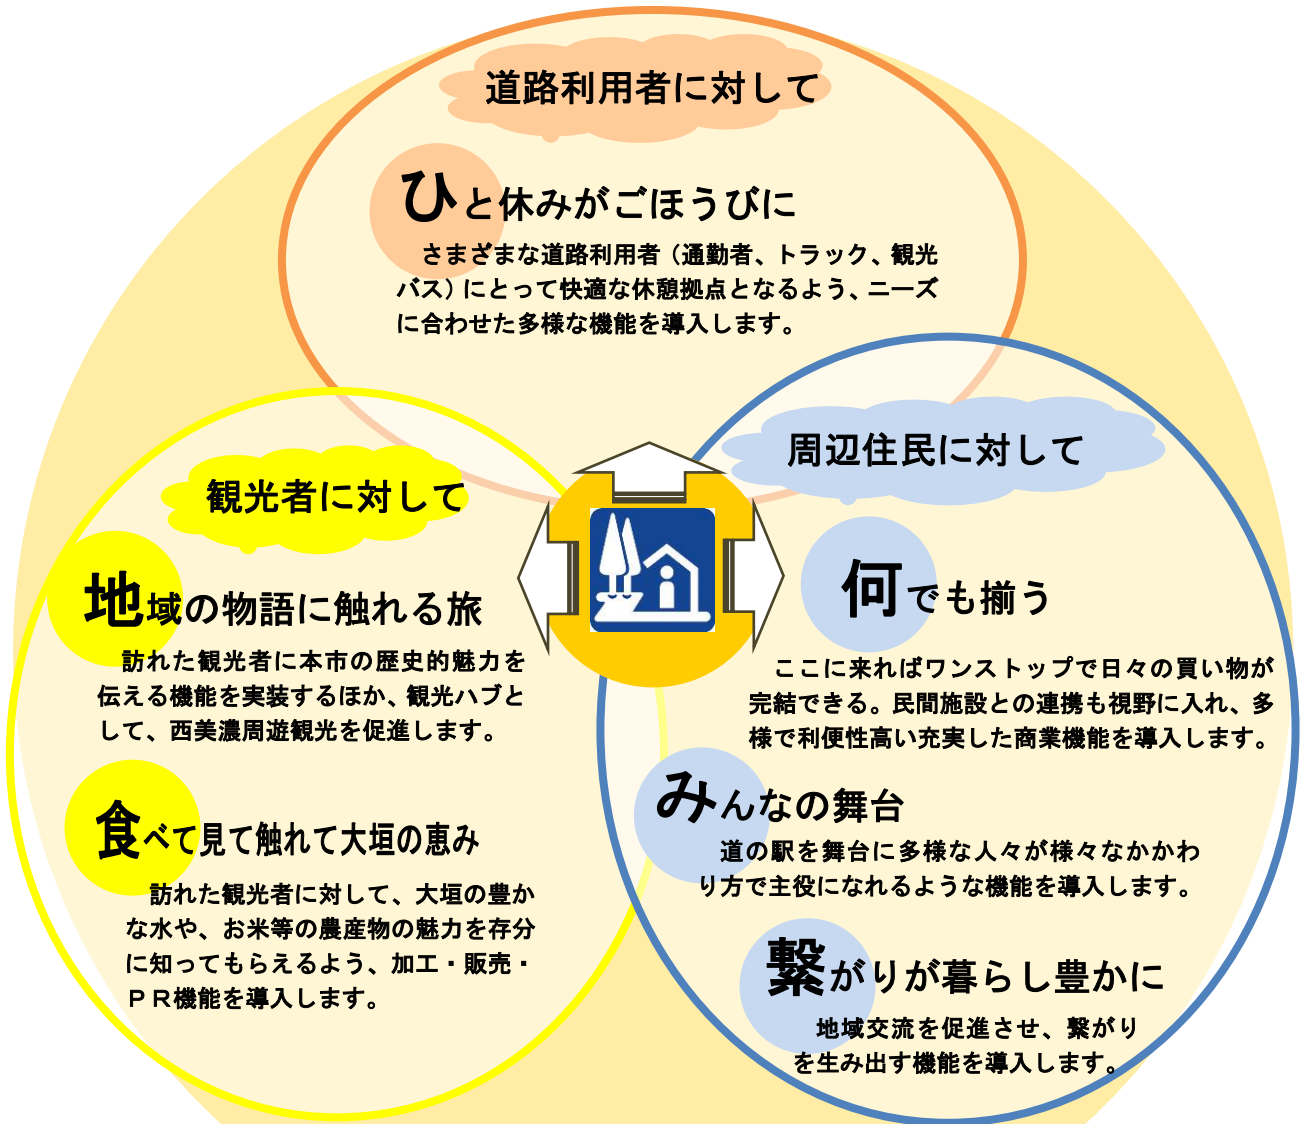 道路利用者に対して
ひと休みがごほうびに
さまざまな道路利用者（通勤者、トラック、観光
バス）にとって快適な休憩拠点となるよう、ニーズ
に合わせた多様な機能を導入します。
観光者に対して
地域の物語に触れる旅
訪れた観光者に本市の歴史的魅力を
伝える機能を実装するほか、観光ハブと
して、西美濃周遊観光を促進します。
食べて見て触れて大垣の恵み
訪れた観光者に対して、大垣の豊か
な水や、お米等の農産物の魅力を存分
に知ってもらえるよう、加工・販売・
ＰＲ機能を導入します。
周辺住民に対して
何でも揃う
ここに来ればワンストップで日々の買い物が
完結できる。民間施設との連携も視野に入れ、多
様で利便性高い充実した商業機能を導入します。
みんなの舞台
道の駅を舞台に多様な人々が様々なかかわ
り方で主役になれるような機能を導入します。
繋がりが暮らし豊かに
地域交流を促進させ、繋がり
を生み出す機能を導入します。